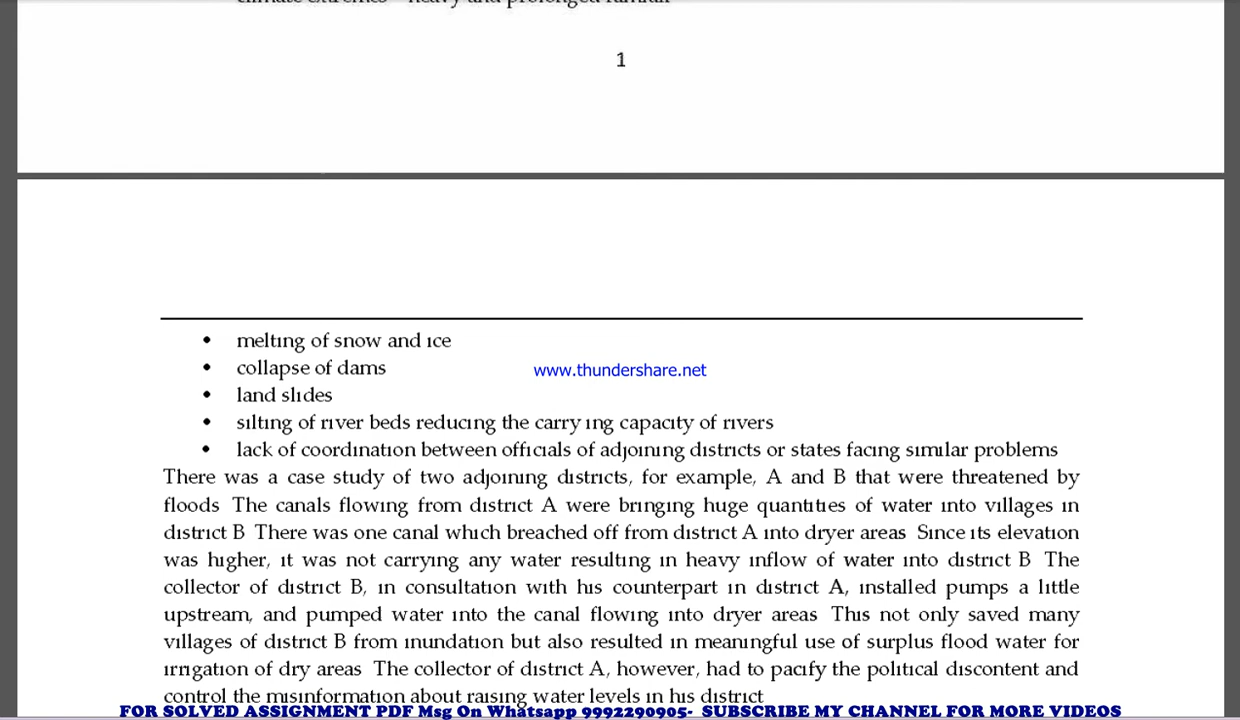 climate extremes – heavy and prolonged rainfall
1
• melting of snow and ice
• collapse of dams
www.thundershare.net
• land slides
• silting of river beds reducing the carry ing capacity of rivers
• lack of coordination between officials of adjoining districts or states facing similar problems
There was a case study of two adjoining districts, for example, A and B that were threatened by
floods The canals flowing from district A were bringing huge quantities of water into villages in
district B There was one canal which breached off from district A into dryer areas Since its elevation
was higher, it was not carrying any water resulting in heavy inflow of water into district B The
collector of district B, in consultation with his counterpart in district A, installed pumps a little
upstream, and pumped water into the canal flowing into dryer areas This not only saved many
villages of district B from inundation but also resulted in meaningful use of surplus flood water for
irrigation of dry areas The collector of district A, however, had to pacify the political discontent and
control the misinformation about raising water levels in his district
FOR SOLVED ASSIGNMENT PDF Msg On Whatsapp 9992290905- SUBSCRIBE MY CHANNEL FOR MORE VIDEOS